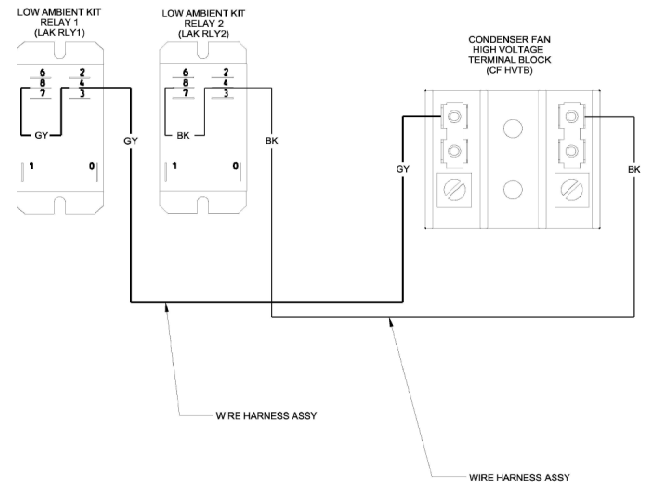 LOW AMBIENT KIT
RELAY 1
(LAK RLY1)
LOW AMBIENT KIT
RELAY 2
(LAK RLY2)
CONDENSER FAN
HIGH VOLTAGE
TERMINAL BLOCK
(CF HVTB)
6 2
8 4
7 3
GY
1 0
GY
6 2
8 4
7 3
BK
1 0
BK
GY
BK
WIRE HARNESS ASSY
WIRE HARNESS ASSY